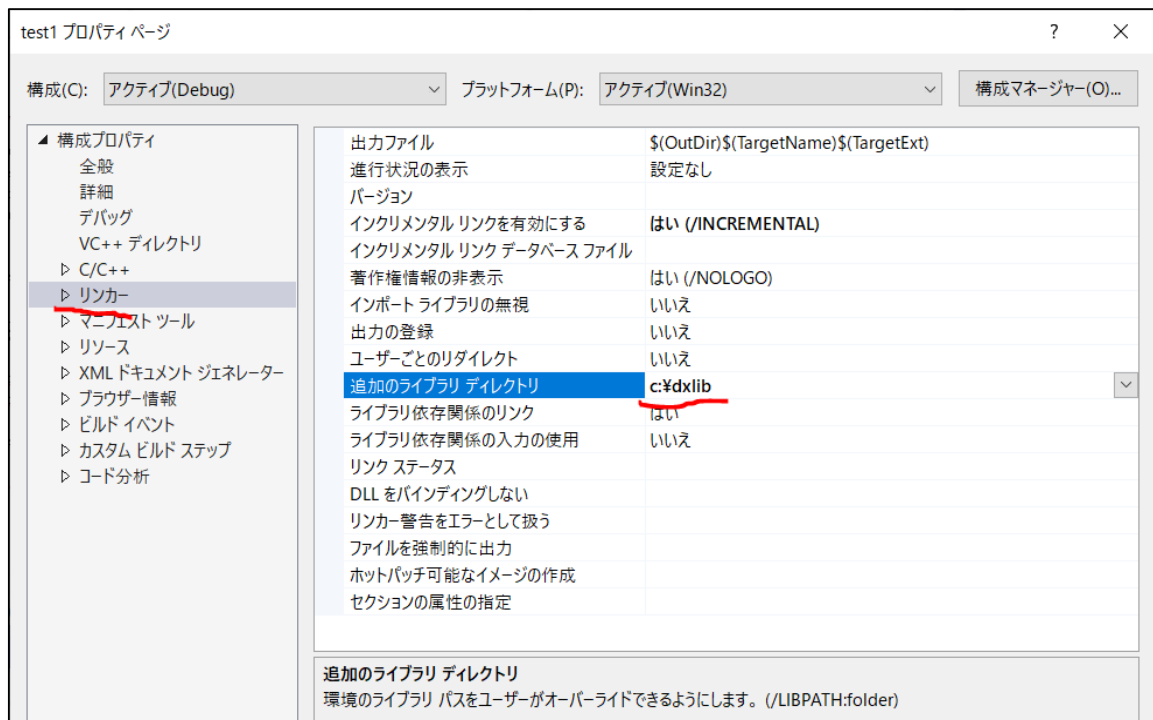 test1 プロパティ ページ
?
構成(C): アクティブ(Debug) プラットフォーム(P): アクティブ(Win32) 構成マネージャー(O)...
構成プロパティ
全般
詳細
デバッグ
VC++ ディレクトリ
C/C++
リンカー
マニフェスト ツール
リソース
XML ドキュメント ジェネレーター
ブラウザー情報
ビルド イベント
カスタム ビルド ステップ
コード分析
出力ファイル $(OutDir)$(TargetName)$(TargetExt)
進行状況の表示 設定なし
バージョン
インクリメンタル リンクを有効にする はい (/INCREMENTAL)
インクリメンタル リンク データベース ファイル
著作権情報の非表示 はい (/NOLOGO)
インポート ライブラリの無視 いいえ
出力の登録 いいえ
ユーザーごとのリダイレクト いいえ
追加のライブラリ ディレクトリ c:¥dxlib
ライブラリ依存関係のリンク はい
ライブラリ依存関係の入力の使用 いいえ
リンク ステータス
DLL をバインディングしない
リンカー警告をエラーとして扱う
ファイルを強制的に出力
ホットパッチ可能なイメージの作成
セクションの属性の指定
追加のライブラリ ディレクトリ
環境のライブラリ パスをユーザーがオーバーライドできるようにします。(/LIBPATH:folder)